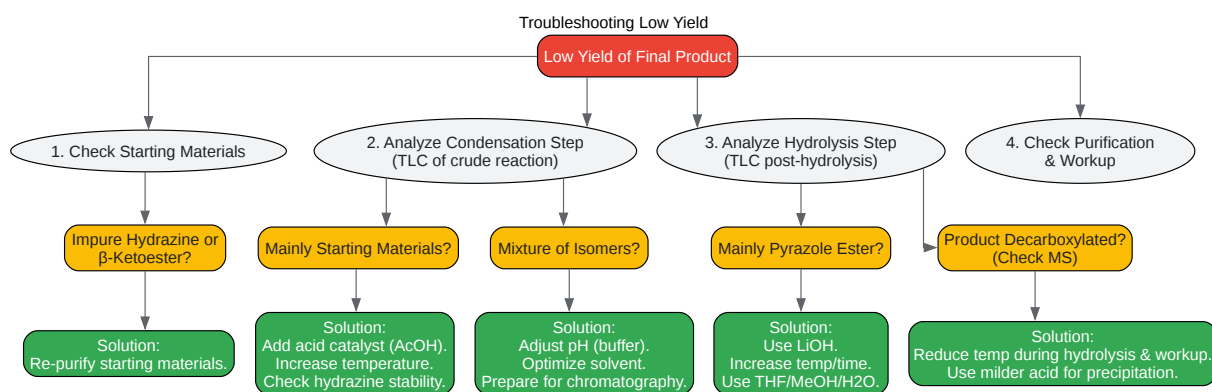 Troubleshooting Low Yield
Low Yield of Final Product
1. Check Starting Materials
2. Analyze Condensation Step
(TLC of crude reaction)
3. Analyze Hydrolysis Step
(TLC post-hydrolysis)
4. Check Purification
& Workup
Impure Hydrazine or
β-Ketoester?
Mainly Starting Materials?
Mixture of Isomers?
Mainly Pyrazole Ester?
Product Decarboxylated?
(Check MS)
Solution:
Re-purify starting materials.
Solution:
Add acid catalyst (AcOH).
Increase temperature.
Check hydrazine stability.
Solution:
Adjust pH (buffer).
Optimize solvent.
Prepare for chromatography.
Solution:
Use LiOH.
Increase temp/time.
Use THF/MeOH/H2O.
Solution:
Reduce temp during hydrolysis & workup.
Use milder acid for precipitation.